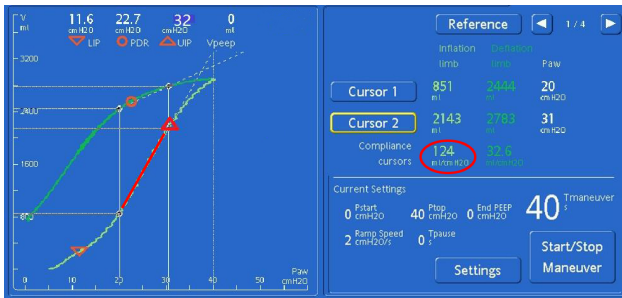 V ml 11.6 cmH2O 22.7 cmH2O 32 cmH2O 0 ml
LIP PDR UIP Vpeep
3200
2400
1600
800
0 10 20 30 40 50 Paw cmH2O
Reference 1/4
Inflation limb Deflation limb Paw
Cursor 1 851 ml 2444 ml 20 cmH2O
Cursor 2 2143 ml 2783 ml 31 cmH2O
Compliance cursors 124 ml/cmH2O 32.6 ml/cmH2O
Current Settings
0 Pstart cmH2O 40 Ptop cmH2O 0 End PEEP cmH2O 40 Tmaneuver s
2 Ramp Speed cmH2O/s 0 Tpause s
Settings
Start/Stop
Maneuver